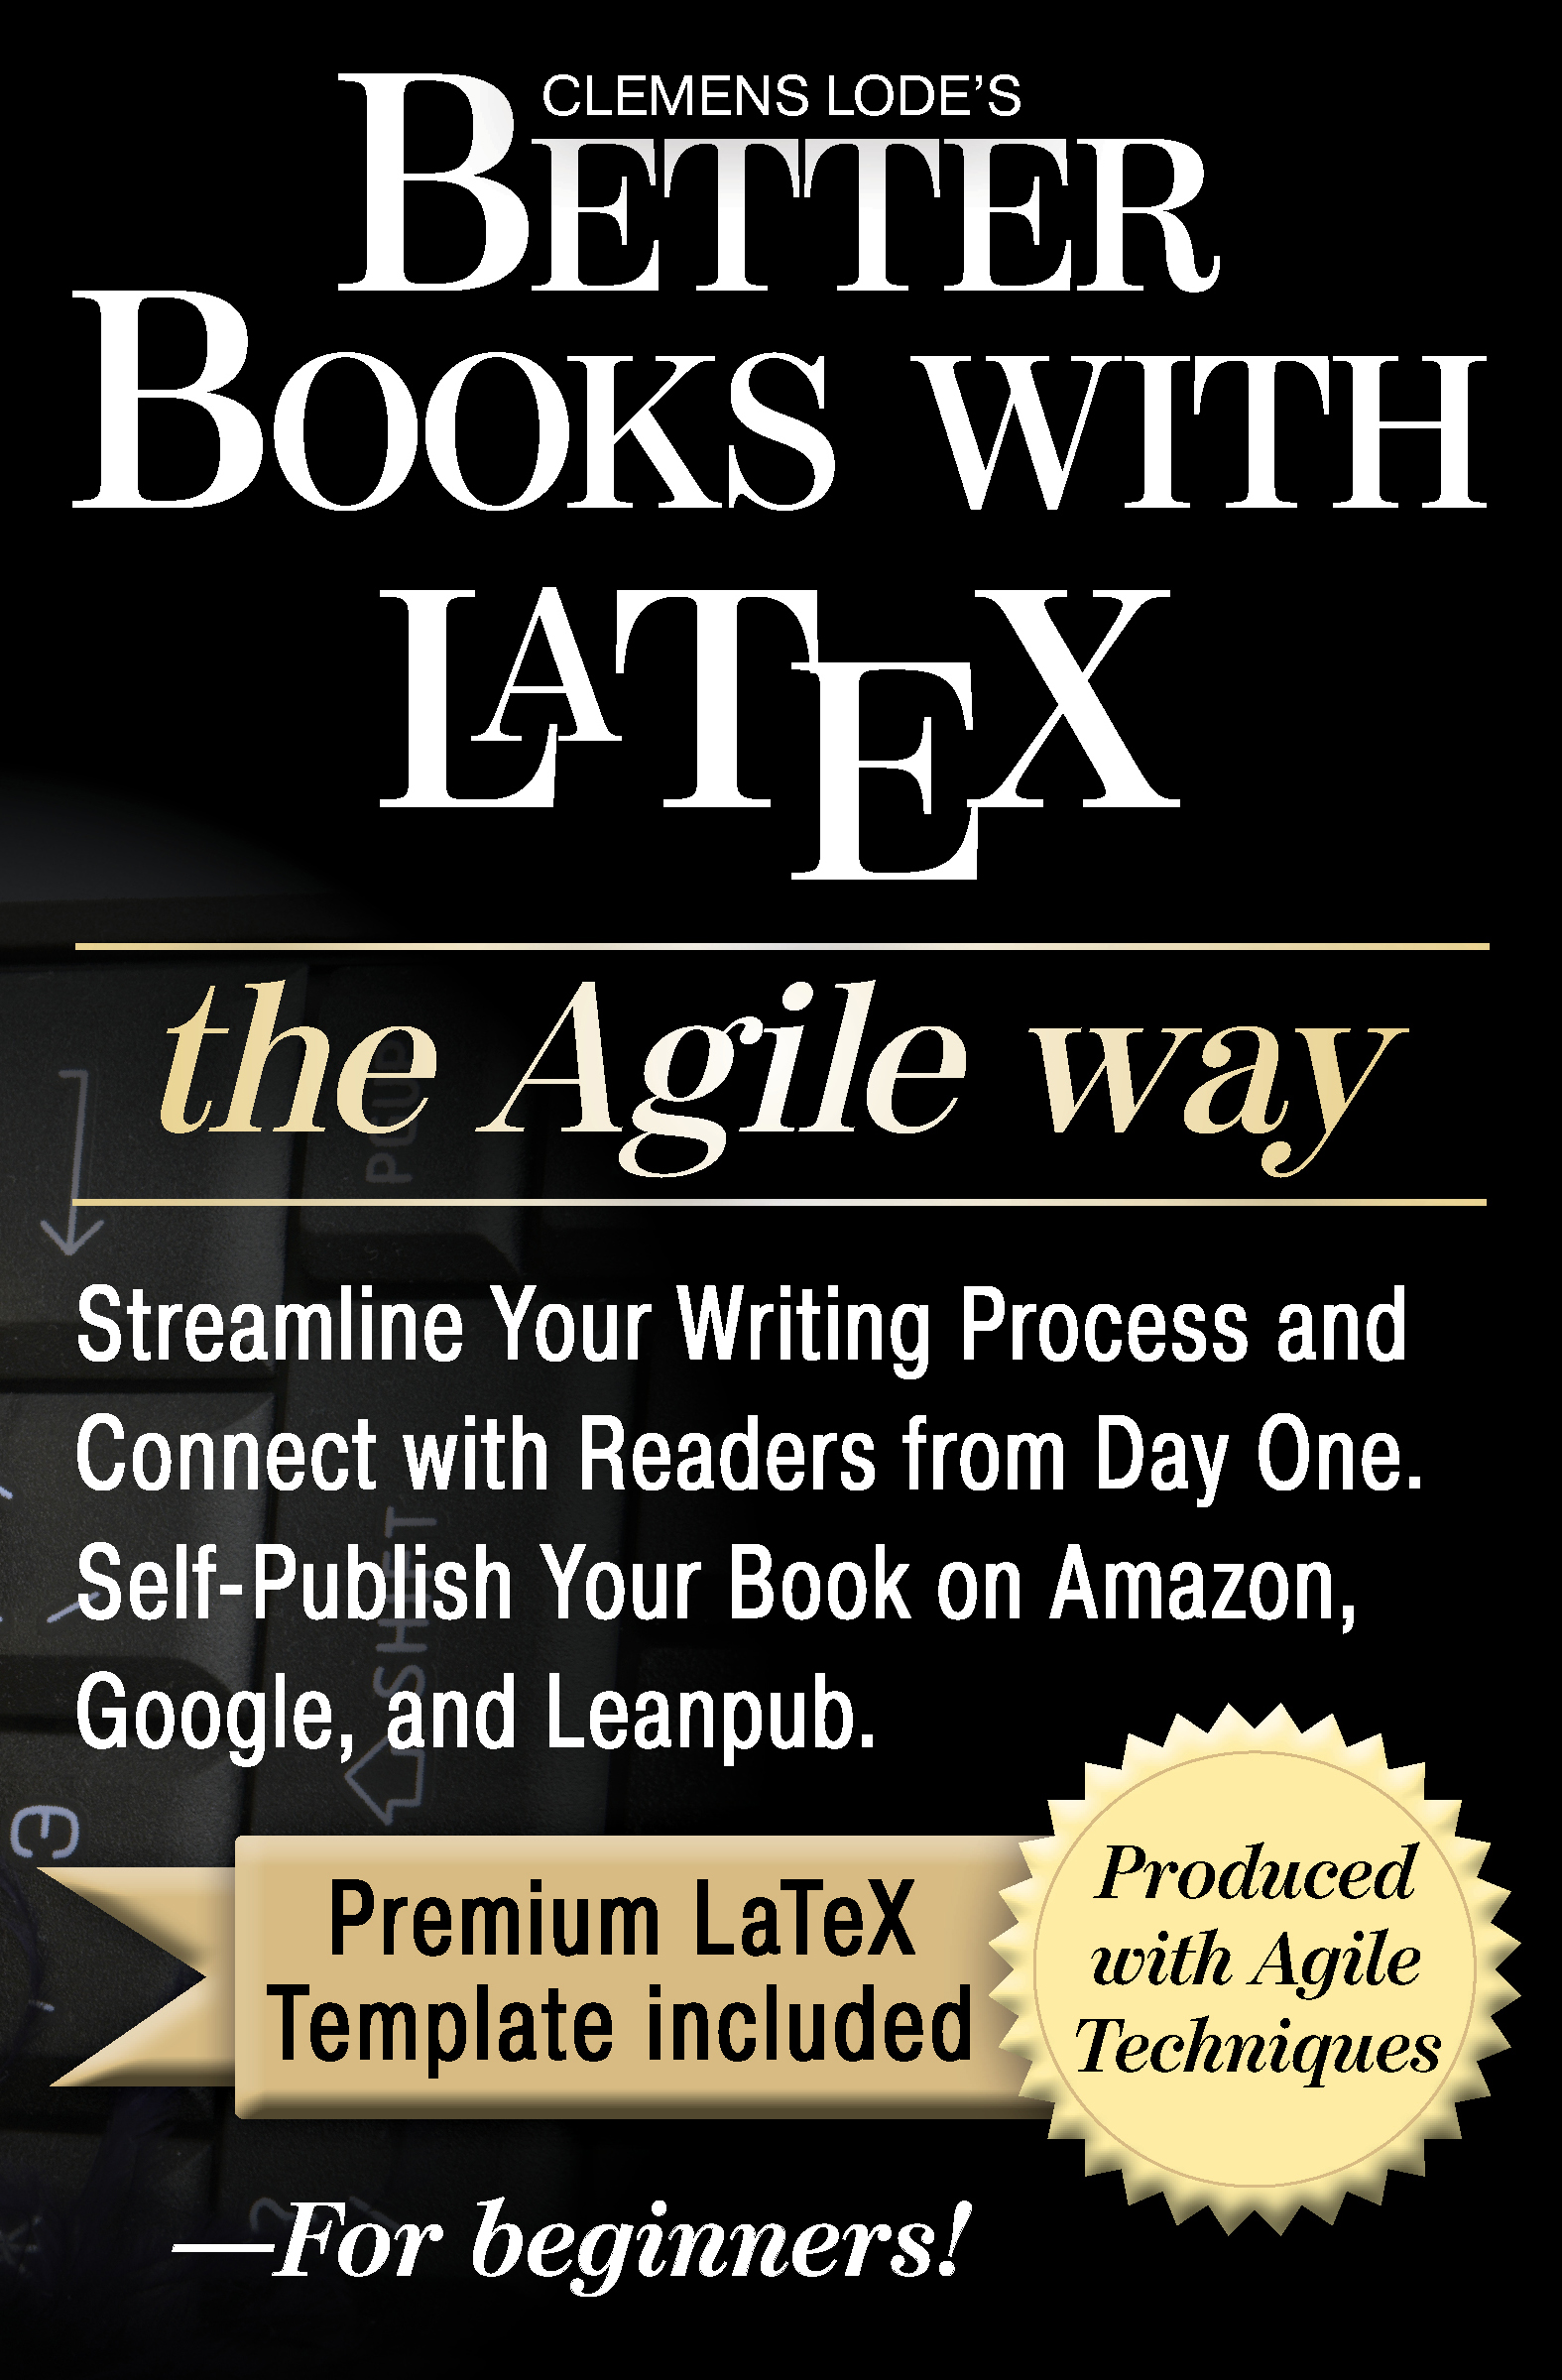 CLEMENS LODE'S
BETTER
BOOKS WITH
LATEX
the Agile way
Streamline Your Writing Process and
Connect with Readers from Day One.
Self-Publish Your Book on Amazon,
Google, and Leanpub.
Premium LaTeX
Template included
Produced
with Agile
Techniques
—For beginners!
PGUP
SHIFT